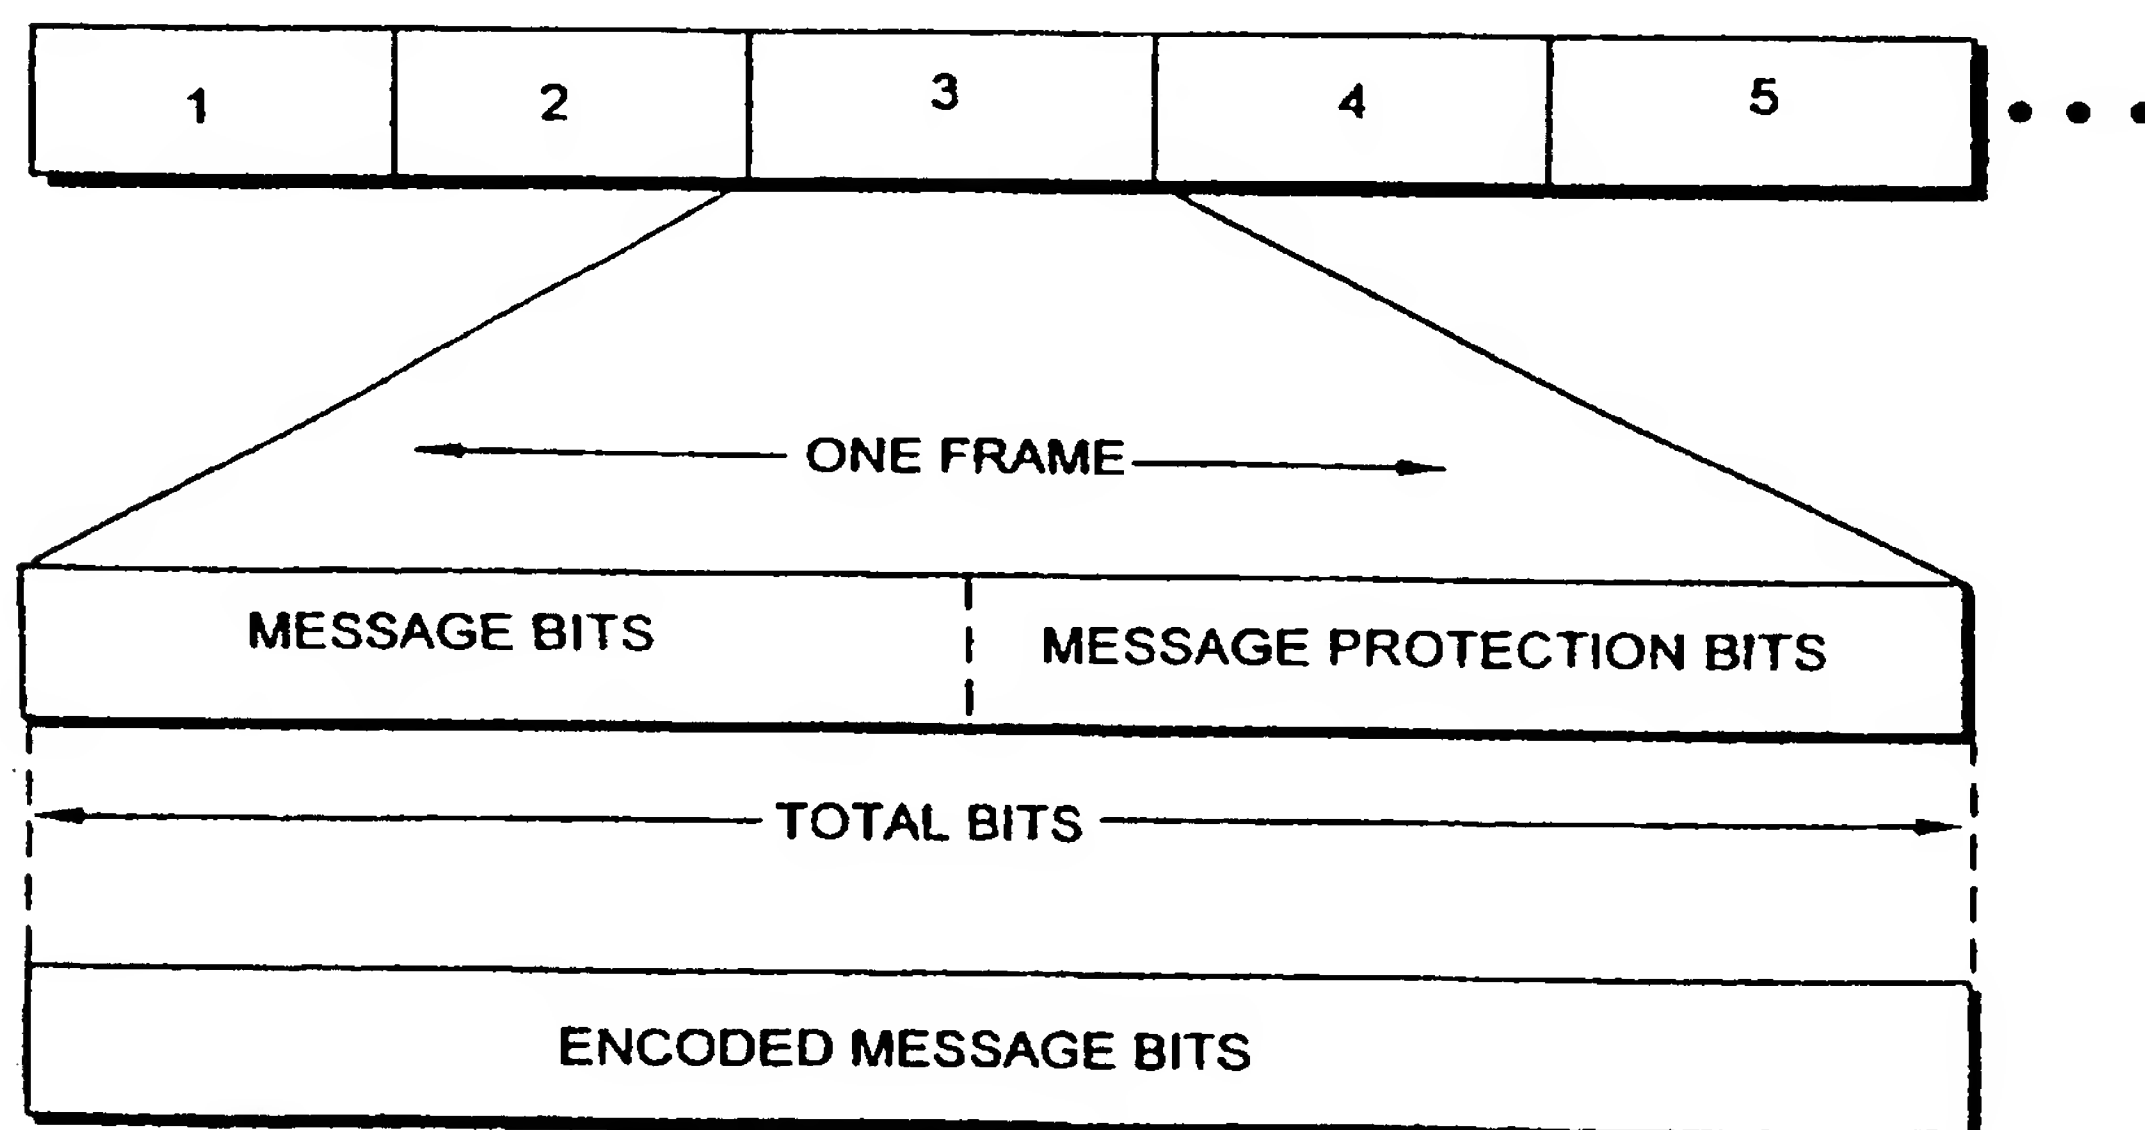 1 2 3 4 5 • • •
ONE FRAME
MESSAGE BITS MESSAGE PROTECTION BITS
TOTAL BITS
ENCODED MESSAGE BITS